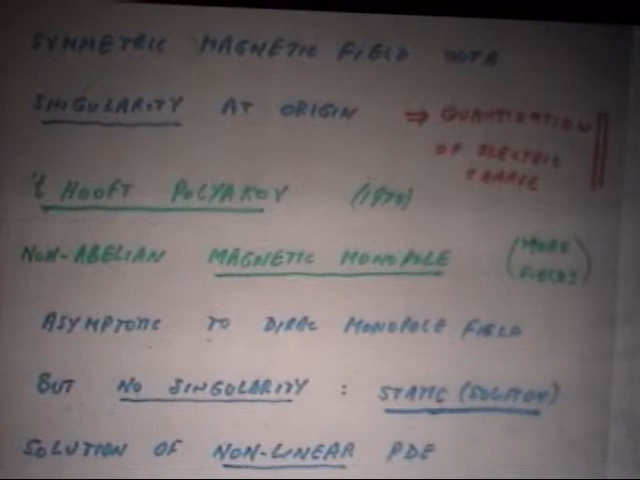 SYMMETRIC MAGNETIC FIELD WITH
SINGULARITY AT ORIGIN ⇒ QUANTIZATION
OF ELECTRIC
CHARGE
'T HOOFT POLYAKOV (1974)
NON-ABELIAN MAGNETIC MONOPOLE (MORE
FIELDS)
ASYMPTOTIC TO DIRAC MONOPOLE FIELD
BUT NO SINGULARITY : STATIC (SOLITON)
SOLUTION OF NON-LINEAR PDE